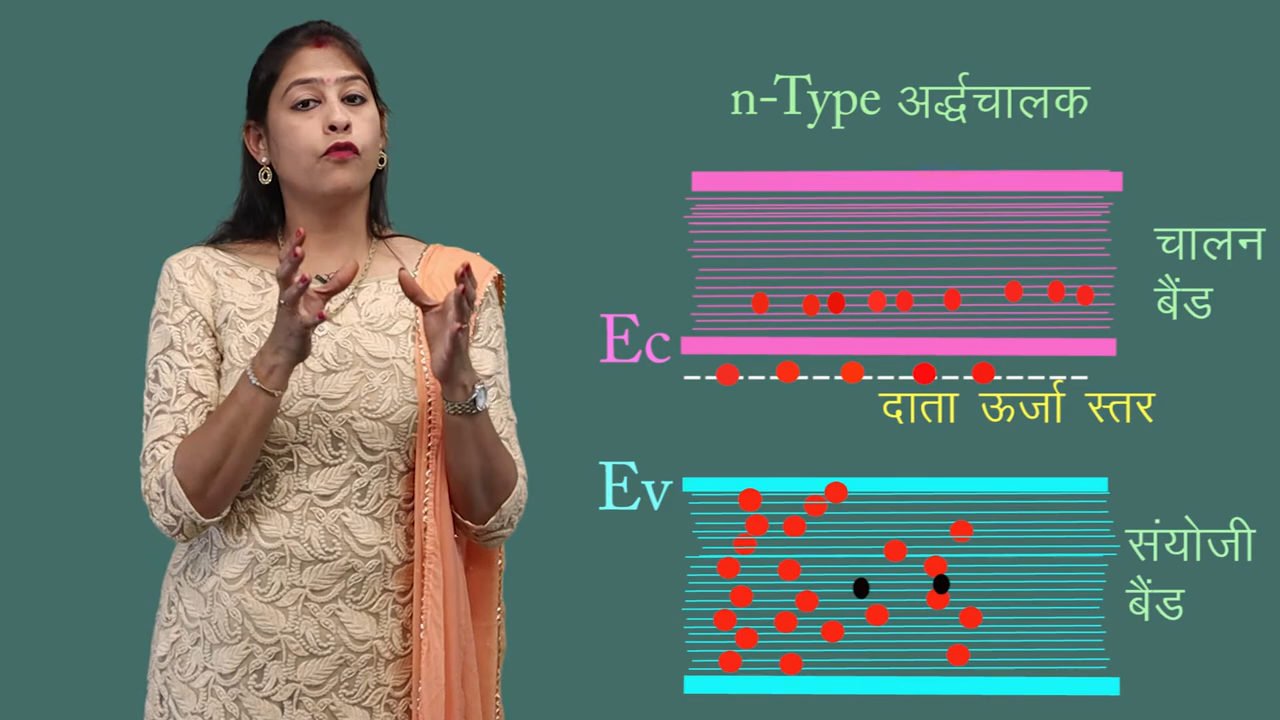 n-Type अर्द्धचालक
चालन
बैंड
Ec
दाता ऊर्जा स्तर
Ev
संयोजी
बैंड